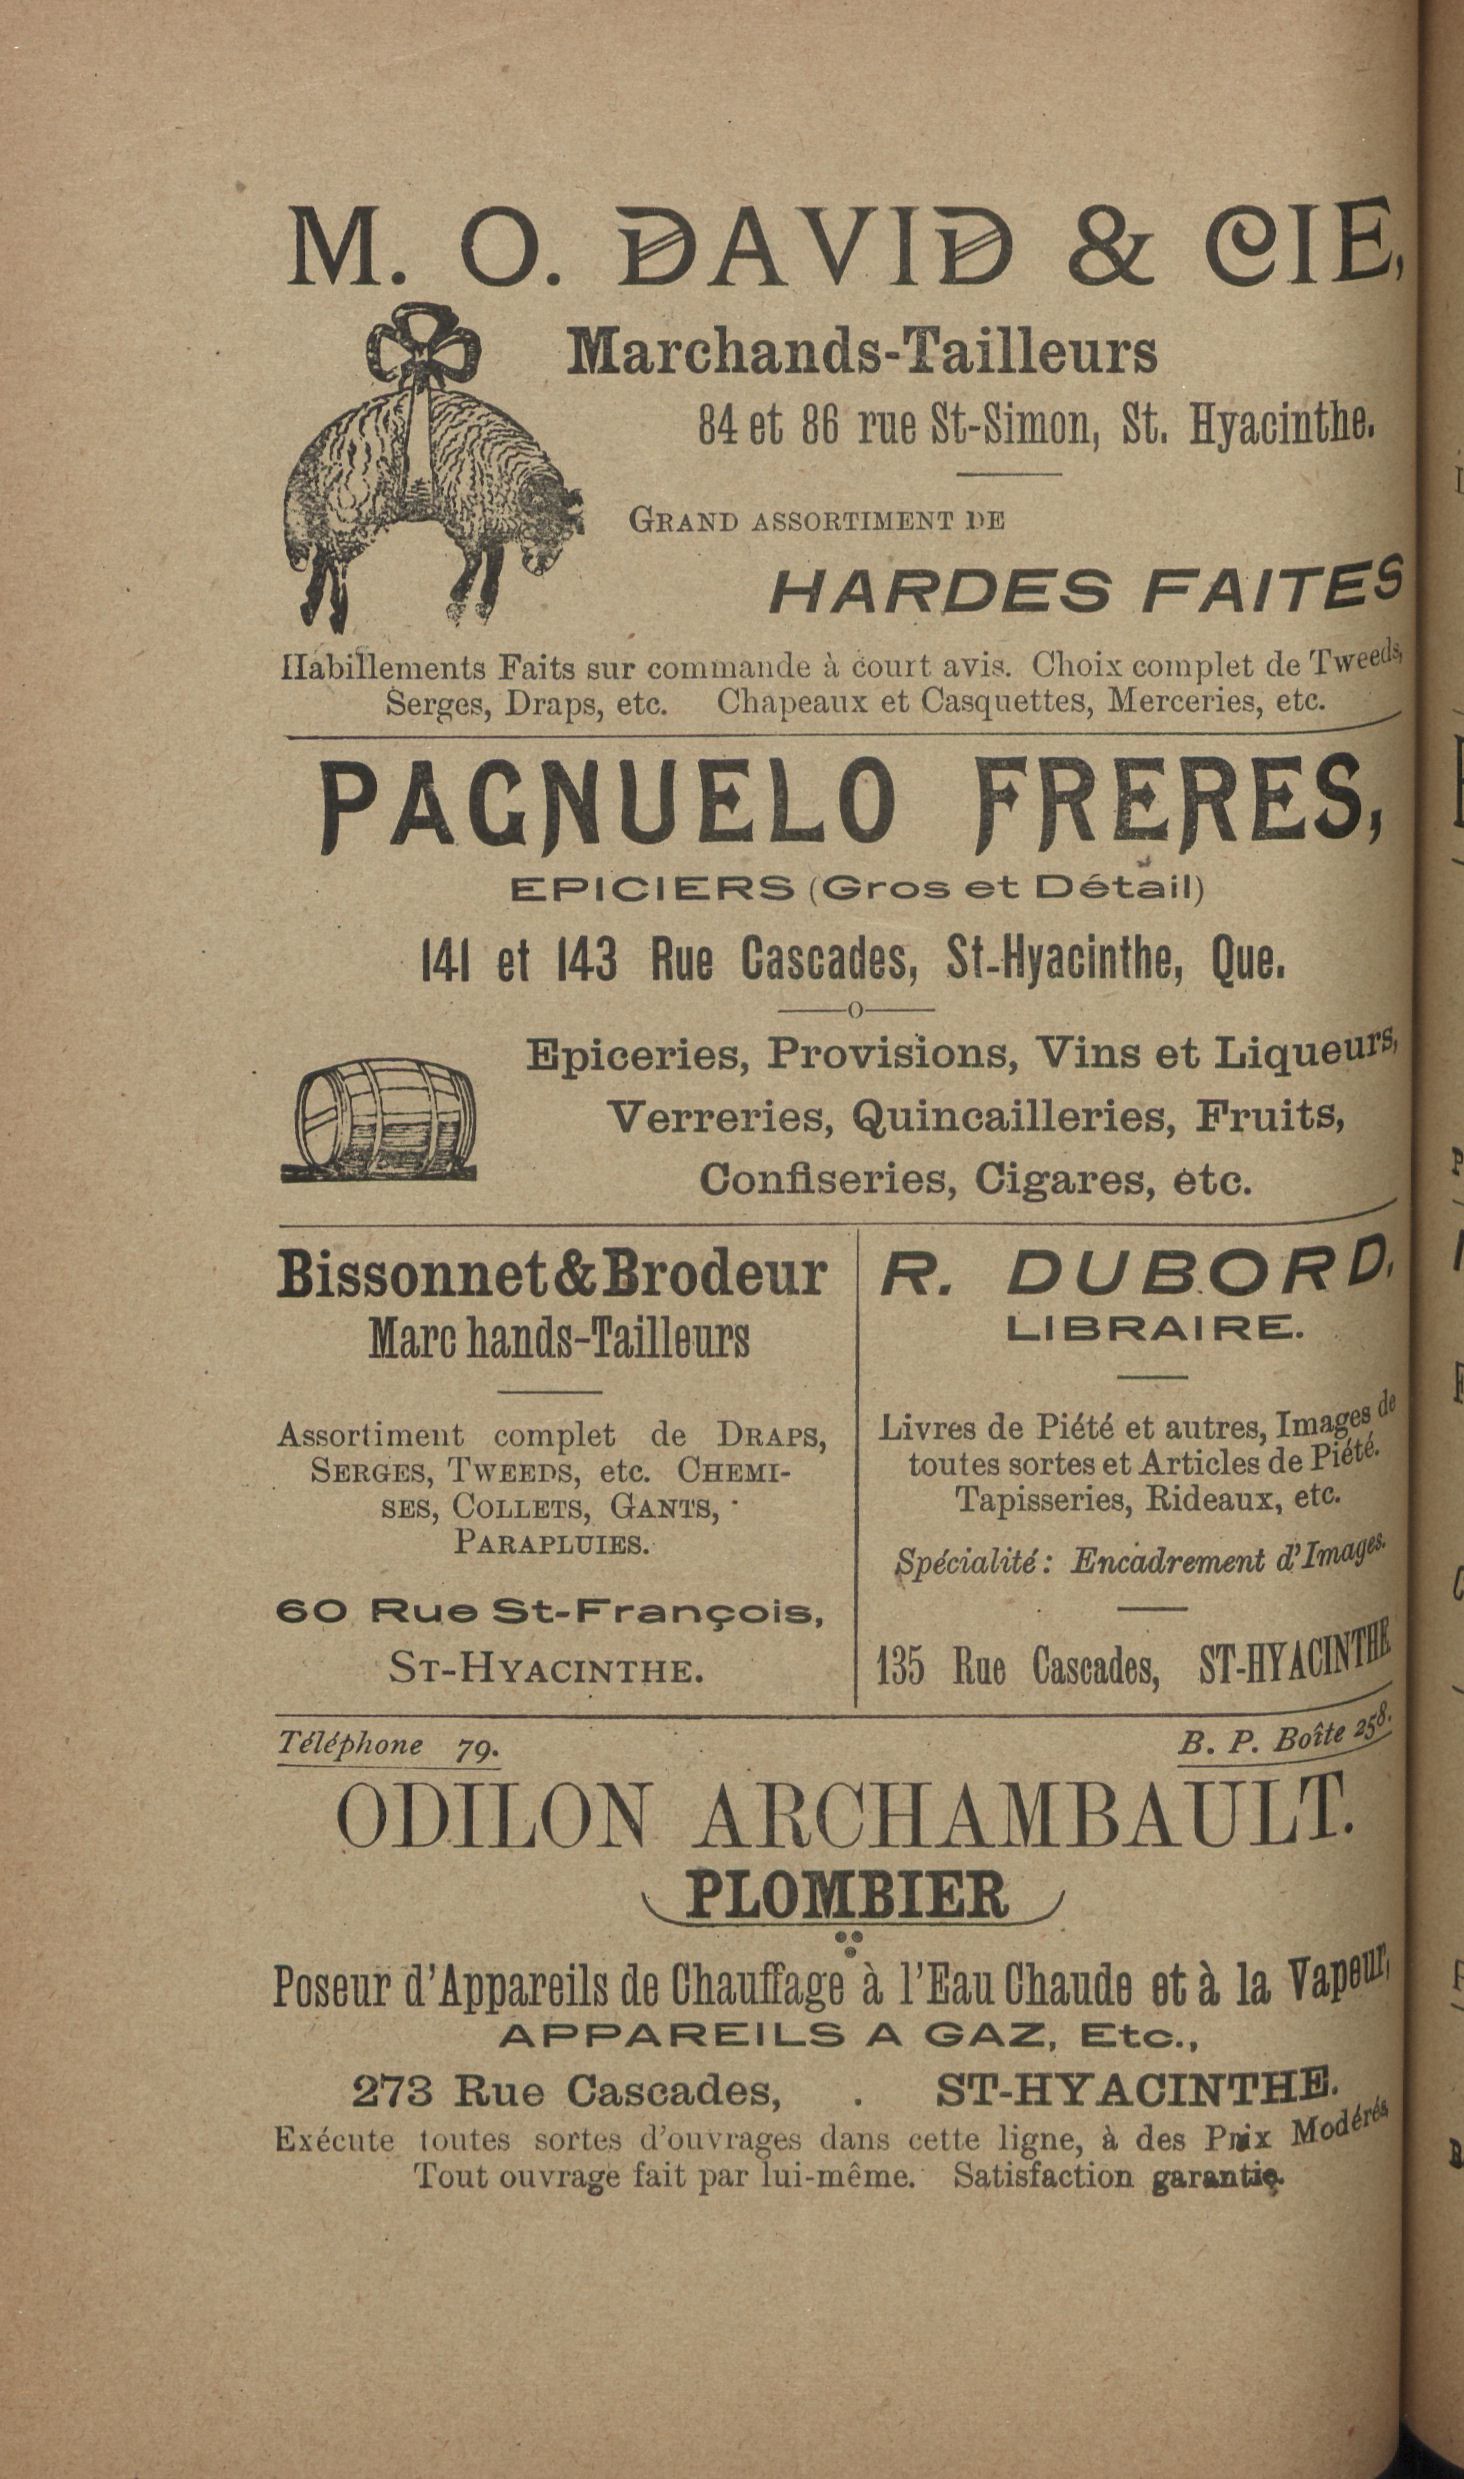 M. O. DAVID & CIE,
Marchands-Tailleurs
84 et 86 rue St-Simon, St. Hyacinthe.
GRAND ASSORTIMENT DE
HARDES FAITES
Habillements Faits sur commande à court avis. Choix complet de Tweeds,
Serges, Draps, etc. Chapeaux et Casquettes, Merceries, etc.
PAGNUELO FRERES,
EPICIERS (Gros et Détail)
141 et 143 Rue Cascades, St-Hyacinthe, Que.
Epiceries, Provisions, Vins et Liqueurs,
Verreries, Quincailleries, Fruits,
Confiseries, Cigares, etc.
Bissonnet & Brodeur
Marc hands-Tailleurs
Assortiment complet de DRAPS,
SERGES, TWEEDS, etc. CHEMI-
SES, COLLETS, GANTS,
PARAPLUIES.
60 Rue St-François,
ST-HYACINTHE.
R. DUBORD,
LIBRAIRE.
Livres de Piété et autres, Images de
toutes sortes et Articles de Piété.
Tapisseries, Rideaux, etc.
Spécialité : Encadrement d'Images.
135 Rue Cascades, ST-HYACINTHE
Téléphone 79. B. P. Boîte 258.
ODILON ARCHAMBAULT.
PLOMBIER
Poseur d'Appareils de Chauffage à l'Eau Chaude et à la Vapeur,
APPAREILS A GAZ, Etc.,
273 Rue Cascades, . ST-HYACINTHE.
Exécute toutes sortes d'ouvrages dans cette ligne, à des Prix Modérés
Tout ouvrage fait par lui-même. Satisfaction garantie.